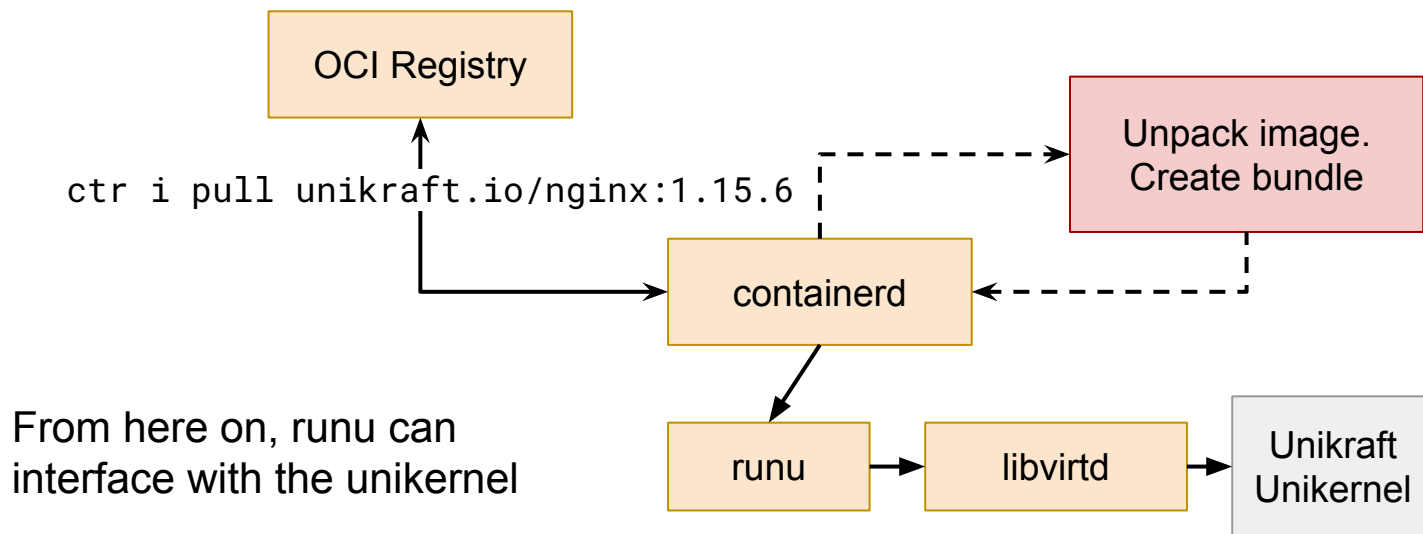 OCI Registry
Unpack image.
Create bundle
ctr i pull unikraft.io/nginx:1.15.6
containerd
From here on, runu can
interface with the unikernel
runu
libvirtd
Unikraft
Unikernel